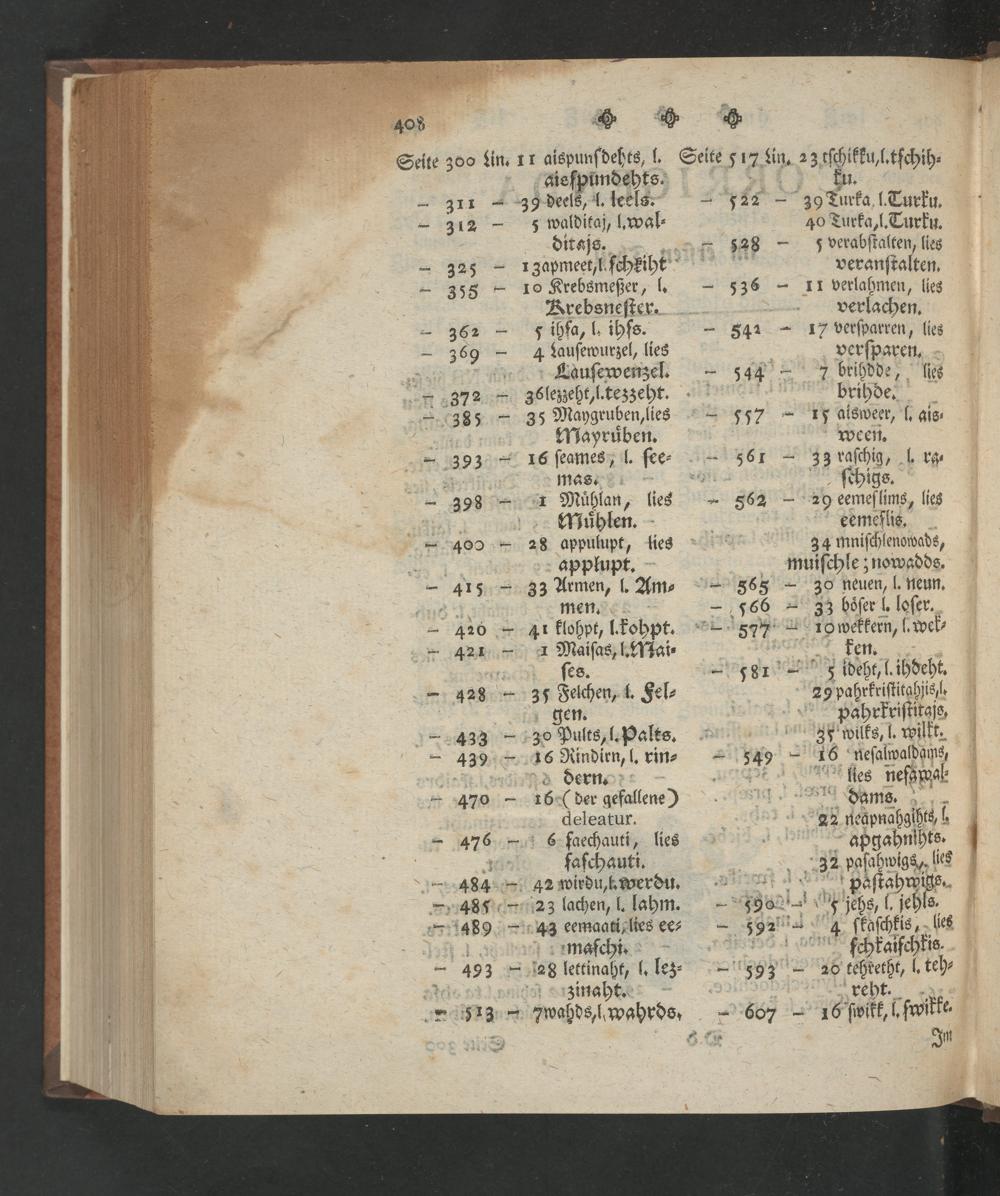 408
Seite 300 Lin. 11 aispunsdehts, l.
aisspundehts.
– 311 – 39 deels, l. leels.
– 312 – 5 walditaj, l. wal-
ditajs.
– 325 – 13 apmeet, l. schkiht
– 355 – 10 Krebsmeßer, l.
Krebsnester.
– 362 – 5 ihsa, l. ihss.
– 369 – 4 Lausewurzel, lies
Lausewenzel.
– 372 – 36 lezzeht, l. tezzeht.
– 385 – 35 Maygruben, lies
Mayrüben.
– 393 – 16 seames, l. see-
mas.
– 398 – 1 Mühlan, lies
Mühlen.
– 400 – 28 appulupt, lies
applupt.
– 415 – 33 Armen, l. Am-
men.
– 420 – 41 klohpt, l. kohpt.
– 421 – 1 Maisas, l. Mai-
ses.
– 428 – 35 Felchen, l. Fel-
gen.
– 433 – 30 Pults, l. Palts.
– 439 – 16 Rindirn, l. rin-
dern.
– 470 – 16 (der gefallene)
deleatur.
– 476 – 6 faechauti, lies
faschauti.
– 484 – 42 wirdu, l. werdu.
– 485 – 23 lachen, l. lahm.
– 489 – 43 eemaati, lies ee-
maschi.
– 493 – 28 lettinaht, l. lez-
zinaht.
– 513 – 7 wahds, l. wahrds.
Seite 517 Lin. 23 tschikku, l. tschih-
ku.
– 522 – 39 Turka, l. Turku.
40 Turka, l. Turku.
– 528 – 5 verabstalten, lies
veranstalten.
– 536 – 11 verlahmen, lies
verlachen.
– 542 – 17 versparren, lies
versparen.
– 544 – 7 brihdde, lies
brihde.
– 557 – 15 aisweer, l. ais-
ween.
– 561 – 33 raschig, l. ra-
schigs.
– 562 – 29 eemeslims, lies
eemeslis.
34 mnischlenowads,
muischle; nowadds.
– 565 – 30 neuen, l. neun.
– 566 – 33 böser l. loser.
– 577 – 10 wekkern, l. wek-
ken.
– 581 – 5 ideht, l. ihdeht.
29 pahrkristitahjis, l.
pahrkristitajs.
35 wilks, l. wilkt.
– 549 – 16 nesalwaldams,
lies nesawal-
dams.
22 neapnahgihts, l.
apgahnihts.
32 pasahwigs, lies
pastahwigs.
– 590 – 5 jehs, l. jehls.
– 592 – 4 skaschkis, lies
schkaischkis.
– 593 – 20 tehretht, l. teh-
reht.
– 607 – 16 swikk, l. swikke.
Im